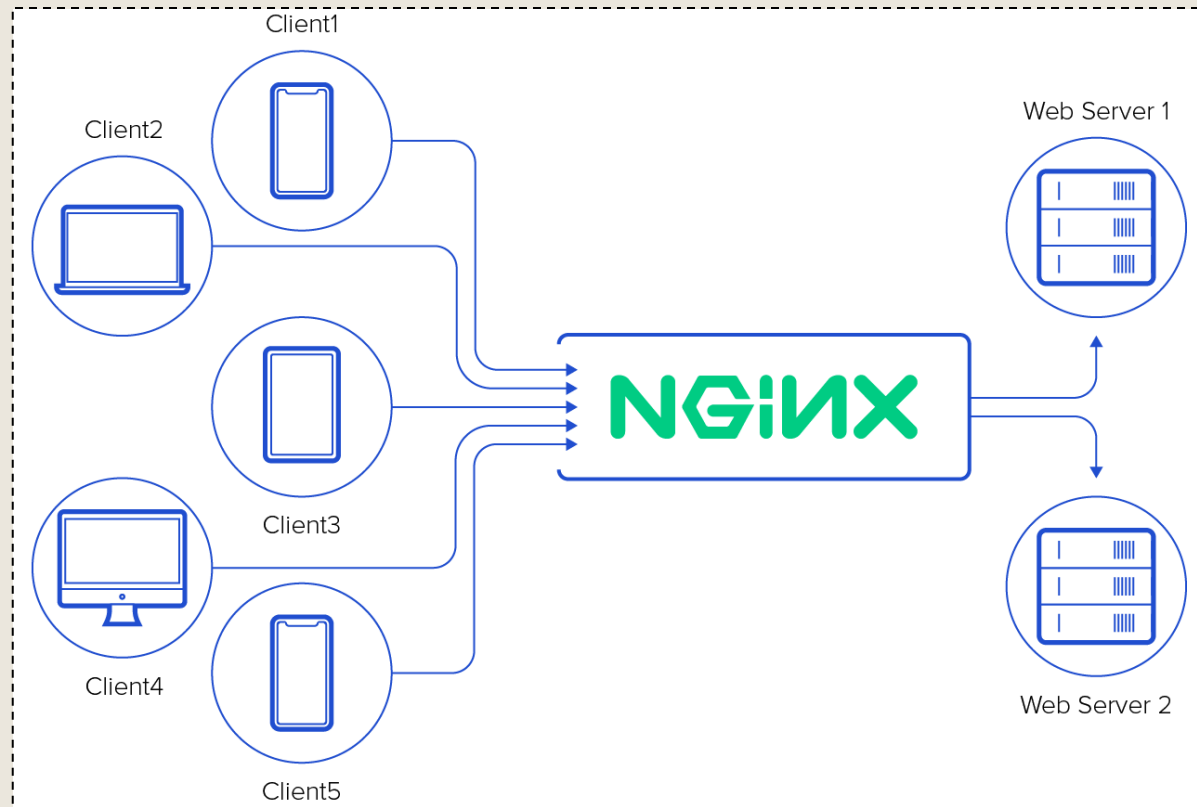 Client1
Client2
Web Server 1
NGINX
Client3
Client4
Web Server 2
Client5